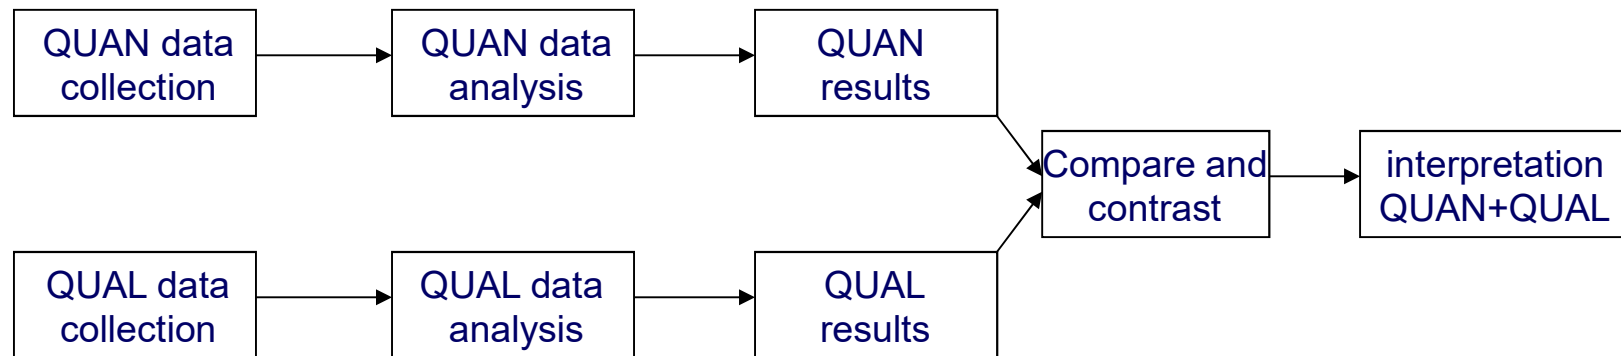 QUAN data
collection
QUAN data
analysis
QUAN
results
Compare and
contrast
interpretation
QUAN+QUAL
QUAL data
collection
QUAL data
analysis
QUAL
results